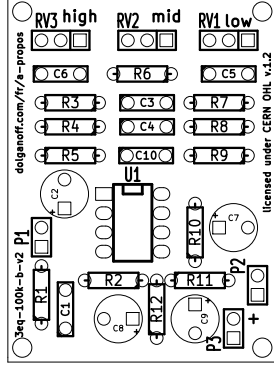 RV3 high RV2 mid RV1 low
C6 R6 C5
R3 C3 R7
R4 C4 R8
R5 C10 R9
U1
C2
C7
P1
R10
R1
C1
R2
R12
R11
P2
C8
C9
P3
+
dolganoff.com/fr/a-propos
3eq-100k-b-v2
licensed under CERN OHL v.1.2